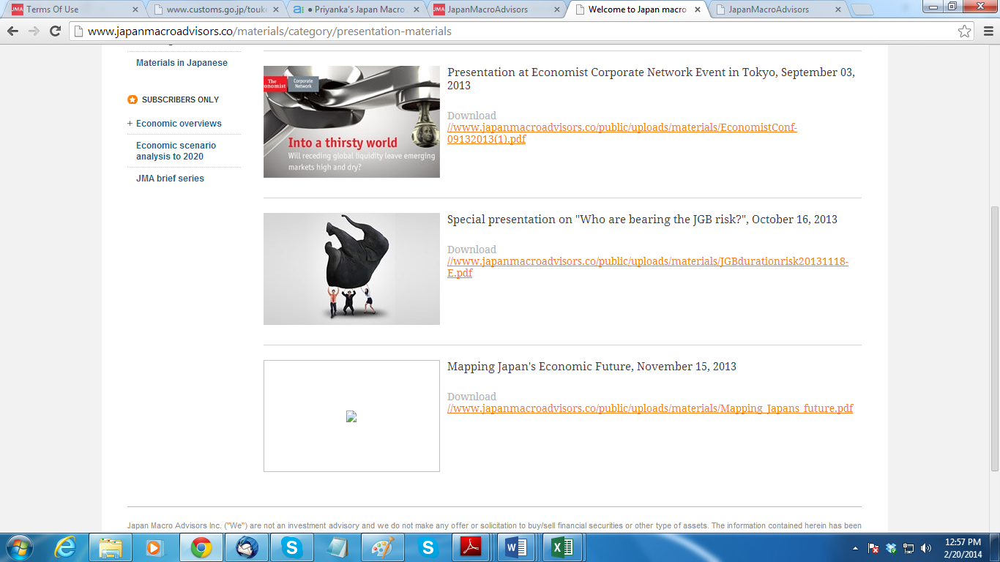 Terms Of Use
www.customs.go.jp/touke
● Priyanka's Japan Macro
JapanMacroAdvisors
Welcome to Japan macro
JapanMacroAdvisors
www.japanmacroadvisors.co/materials/category/presentation-materials
Materials in Japanese
SUBSCRIBERS ONLY
+ Economic overviews
Economic scenario
analysis to 2020
JMA brief series
The
onomist
Corporate
Network
Into a thirsty world
Will receding global liquidity leave emerging
markets high and dry?
Presentation at Economist Corporate Network Event in Tokyo, September 03,
2013
Download
//www.japanmacroadvisors.co/public/uploads/materials/EconomistConf-
09132013(1).pdf
Special presentation on "Who are bearing the JGB risk?", October 16, 2013
Download
//www.japanmacroadvisors.co/public/uploads/materials/JGBdurationrisk20131118-
E.pdf
Mapping Japan's Economic Future, November 15, 2013
Download
//www.japanmacroadvisors.co/public/uploads/materials/Mapping_Japans_future.pdf
Japan Macro Advisors Inc. ("We") are not an investment advisory and we do not make any offer or solicitation to buy/sell financial securities or other type of assets. The information contained herein has been
12:57 PM
2/20/2014